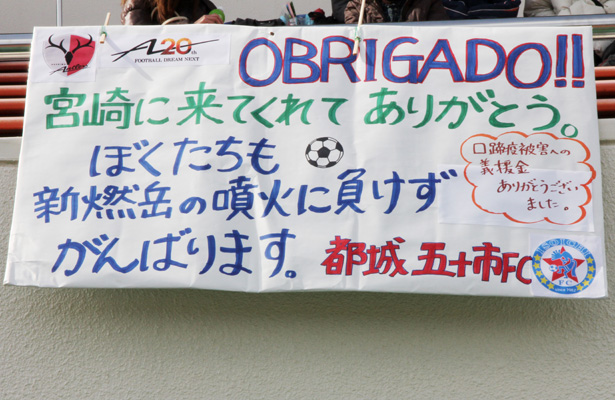 AL20th
FOOTBALL DREAM NEXT
OBRIGADO!!
宮崎に来てくれてありがとう。
ぼくたちも
新燃岳の噴火に負けず
がんばります。
口蹄疫被害への
義援金
ありがとうござい
ました。
都城五十市FC